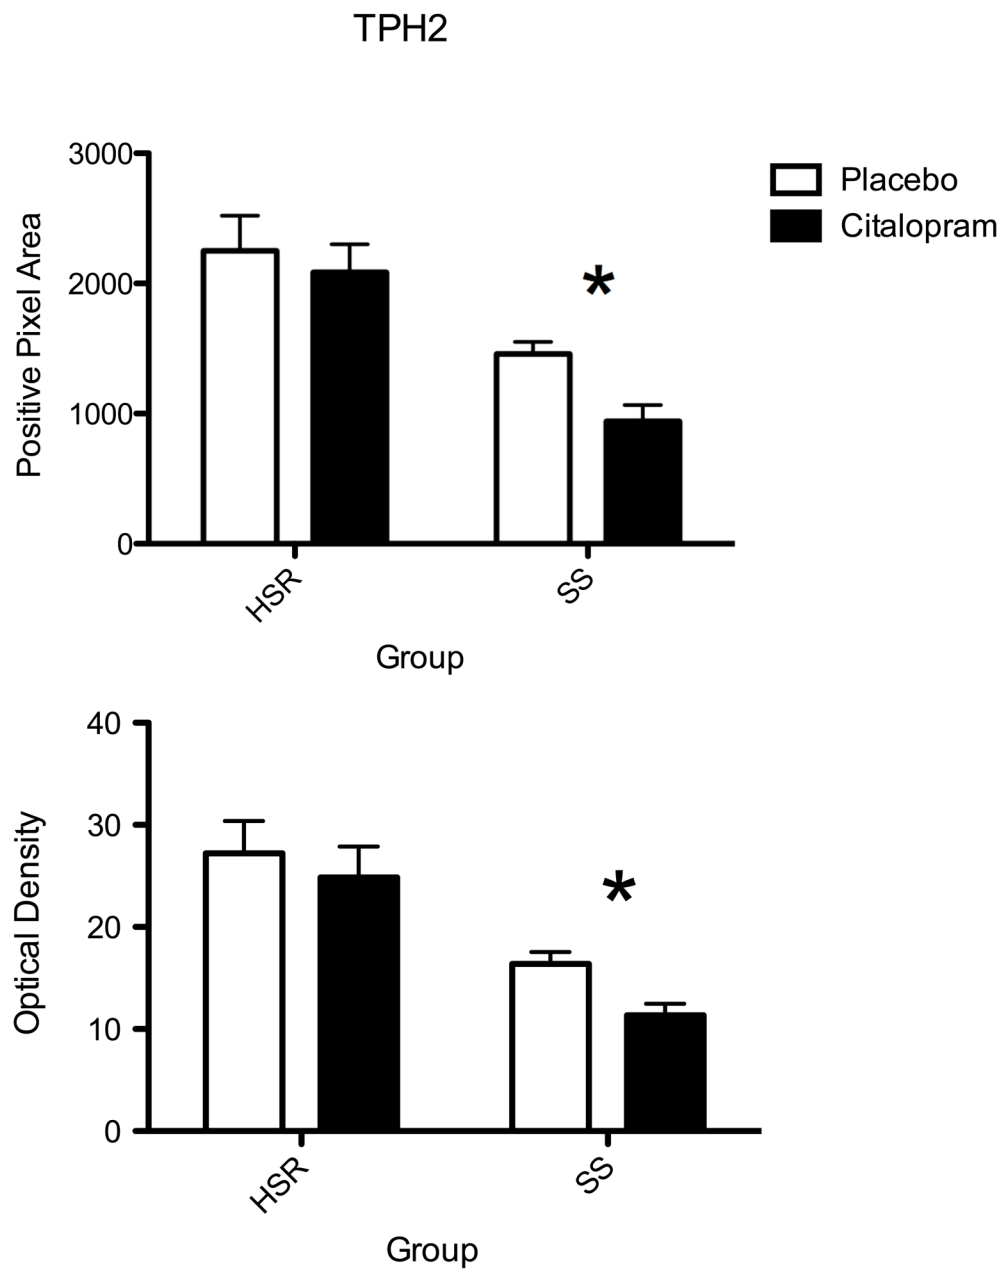 TPH2
3000
2000
1000
0
Positive Pixel Area
Placebo
Citalopram
*
HSR
SS
Group
40
30
20
10
0
Optical Density
*
HSR
SS
Group